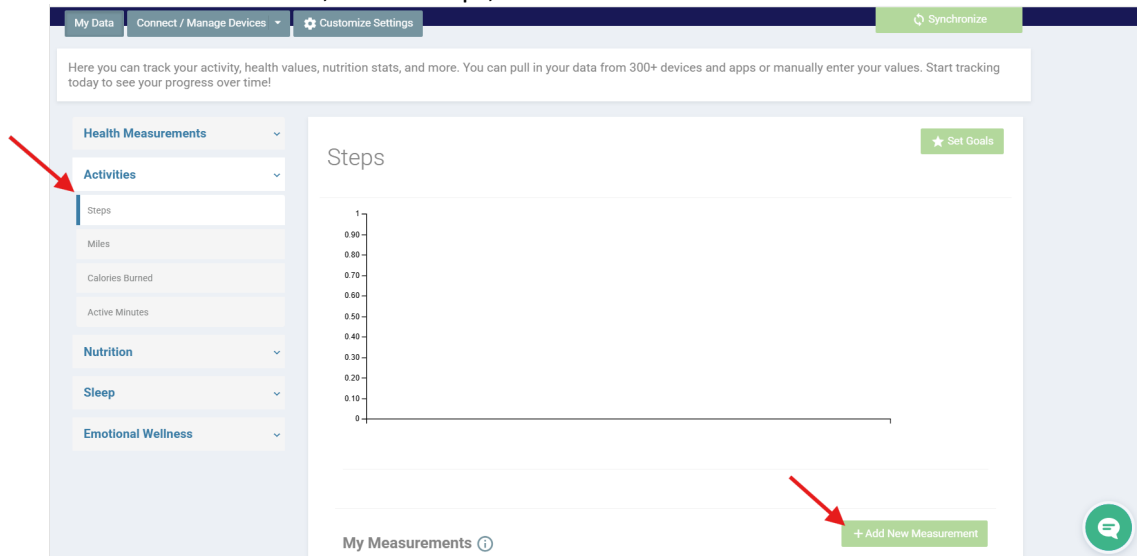 My Data
Connect / Manage Devices
Customize Settings
Synchronize
Here you can track your activity, health values, nutrition stats, and more. You can pull in your data from 300+ devices and apps or manually enter your values. Start tracking
today to see your progress over time!
Health Measurements
Activities
Steps
Miles
Calories Burned
Active Minutes
Nutrition
Sleep
Emotional Wellness
Steps
Set Goals
1
0.90
0.80
0.70
0.60
0.50
0.40
0.30
0.20
0.10
0
My Measurements
+ Add New Measurement